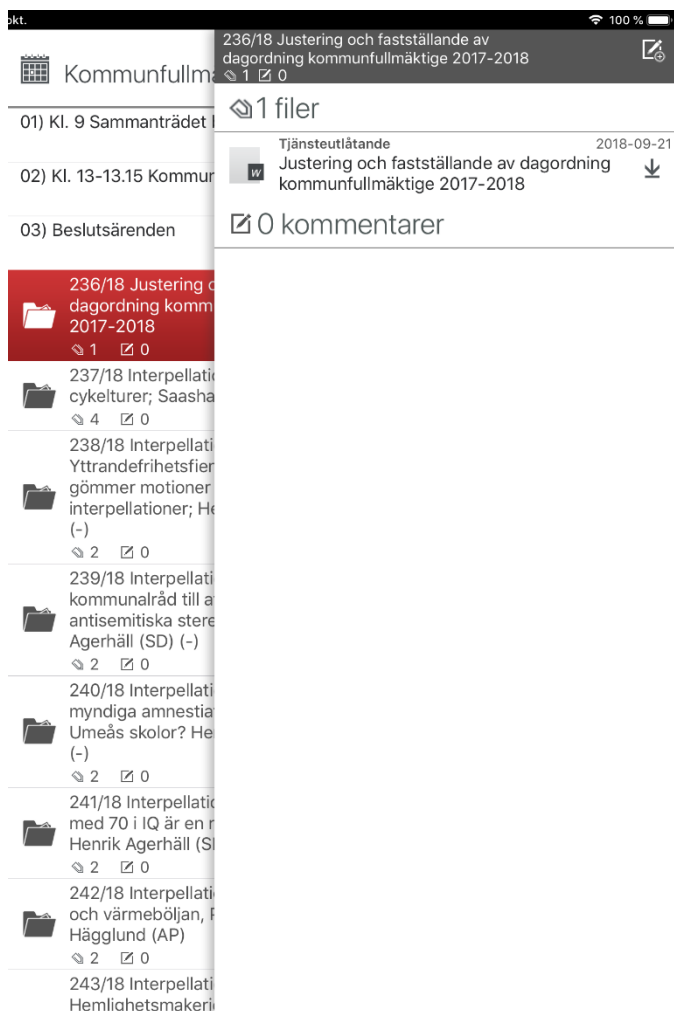 okt.
100 %
Kommunfullmä
01) Kl. 9 Sammanträdet
02) Kl. 13-13.15 Kommun
03) Beslutsärenden
236/18 Justering
dagordning komm
2017-2018
1 0
237/18 Interpellati
cykelturer; Saasha
4 0
238/18 Interpellati
Yttrandefrihetsfien
gömmer motioner
interpellationer; He
(-)
2 0
239/18 Interpellati
kommunalråd till a
antisemitiska stere
Agerhäll (SD) (-)
2 0
240/18 Interpellati
myndiga amnestia
Umeås skolor? He
(-)
2 0
241/18 Interpellati
med 70 i IQ är en
Henrik Agerhäll (S
2 0
242/18 Interpellati
och värmeböljan,
Hägglund (AP)
2 0
243/18 Interpellati
Hemlighetsmakeri
236/18 Justering och fastställande av
dagordning kommunfullmäktige 2017-2018
1 0
1 filer
Tjänsteutlåtande 2018-09-21
W
Justering och fastställande av dagordning
kommunfullmäktige 2017-2018
0 kommentarer